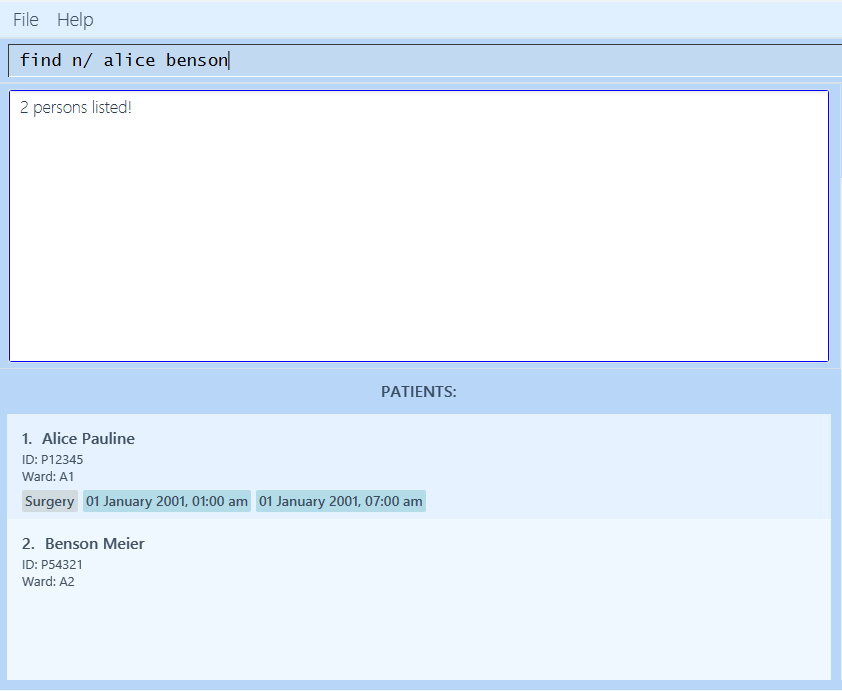 File Help
find n/ alice benson
2 persons listed!
PATIENTS:
1. Alice Pauline
ID: P12345
Ward: A1
Surgery 01 January 2001, 01:00 am 01 January 2001, 07:00 am
2. Benson Meier
ID: P54321
Ward: A2